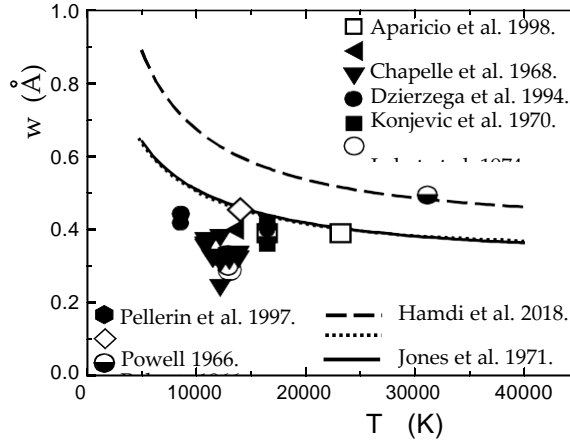 1.0
Aparicio et al. 1998.
0.8
Chapelle et al. 1968.
w (Å)
Dzierzega et al. 1994.
0.6
Konjevic et al. 1970.
0.4
0.2
Pellerin et al. 1997.
Hamdi et al. 2018.
Powell 1966.
Jones et al. 1971.
0.0
0 10000 20000 30000 40000
T (K)